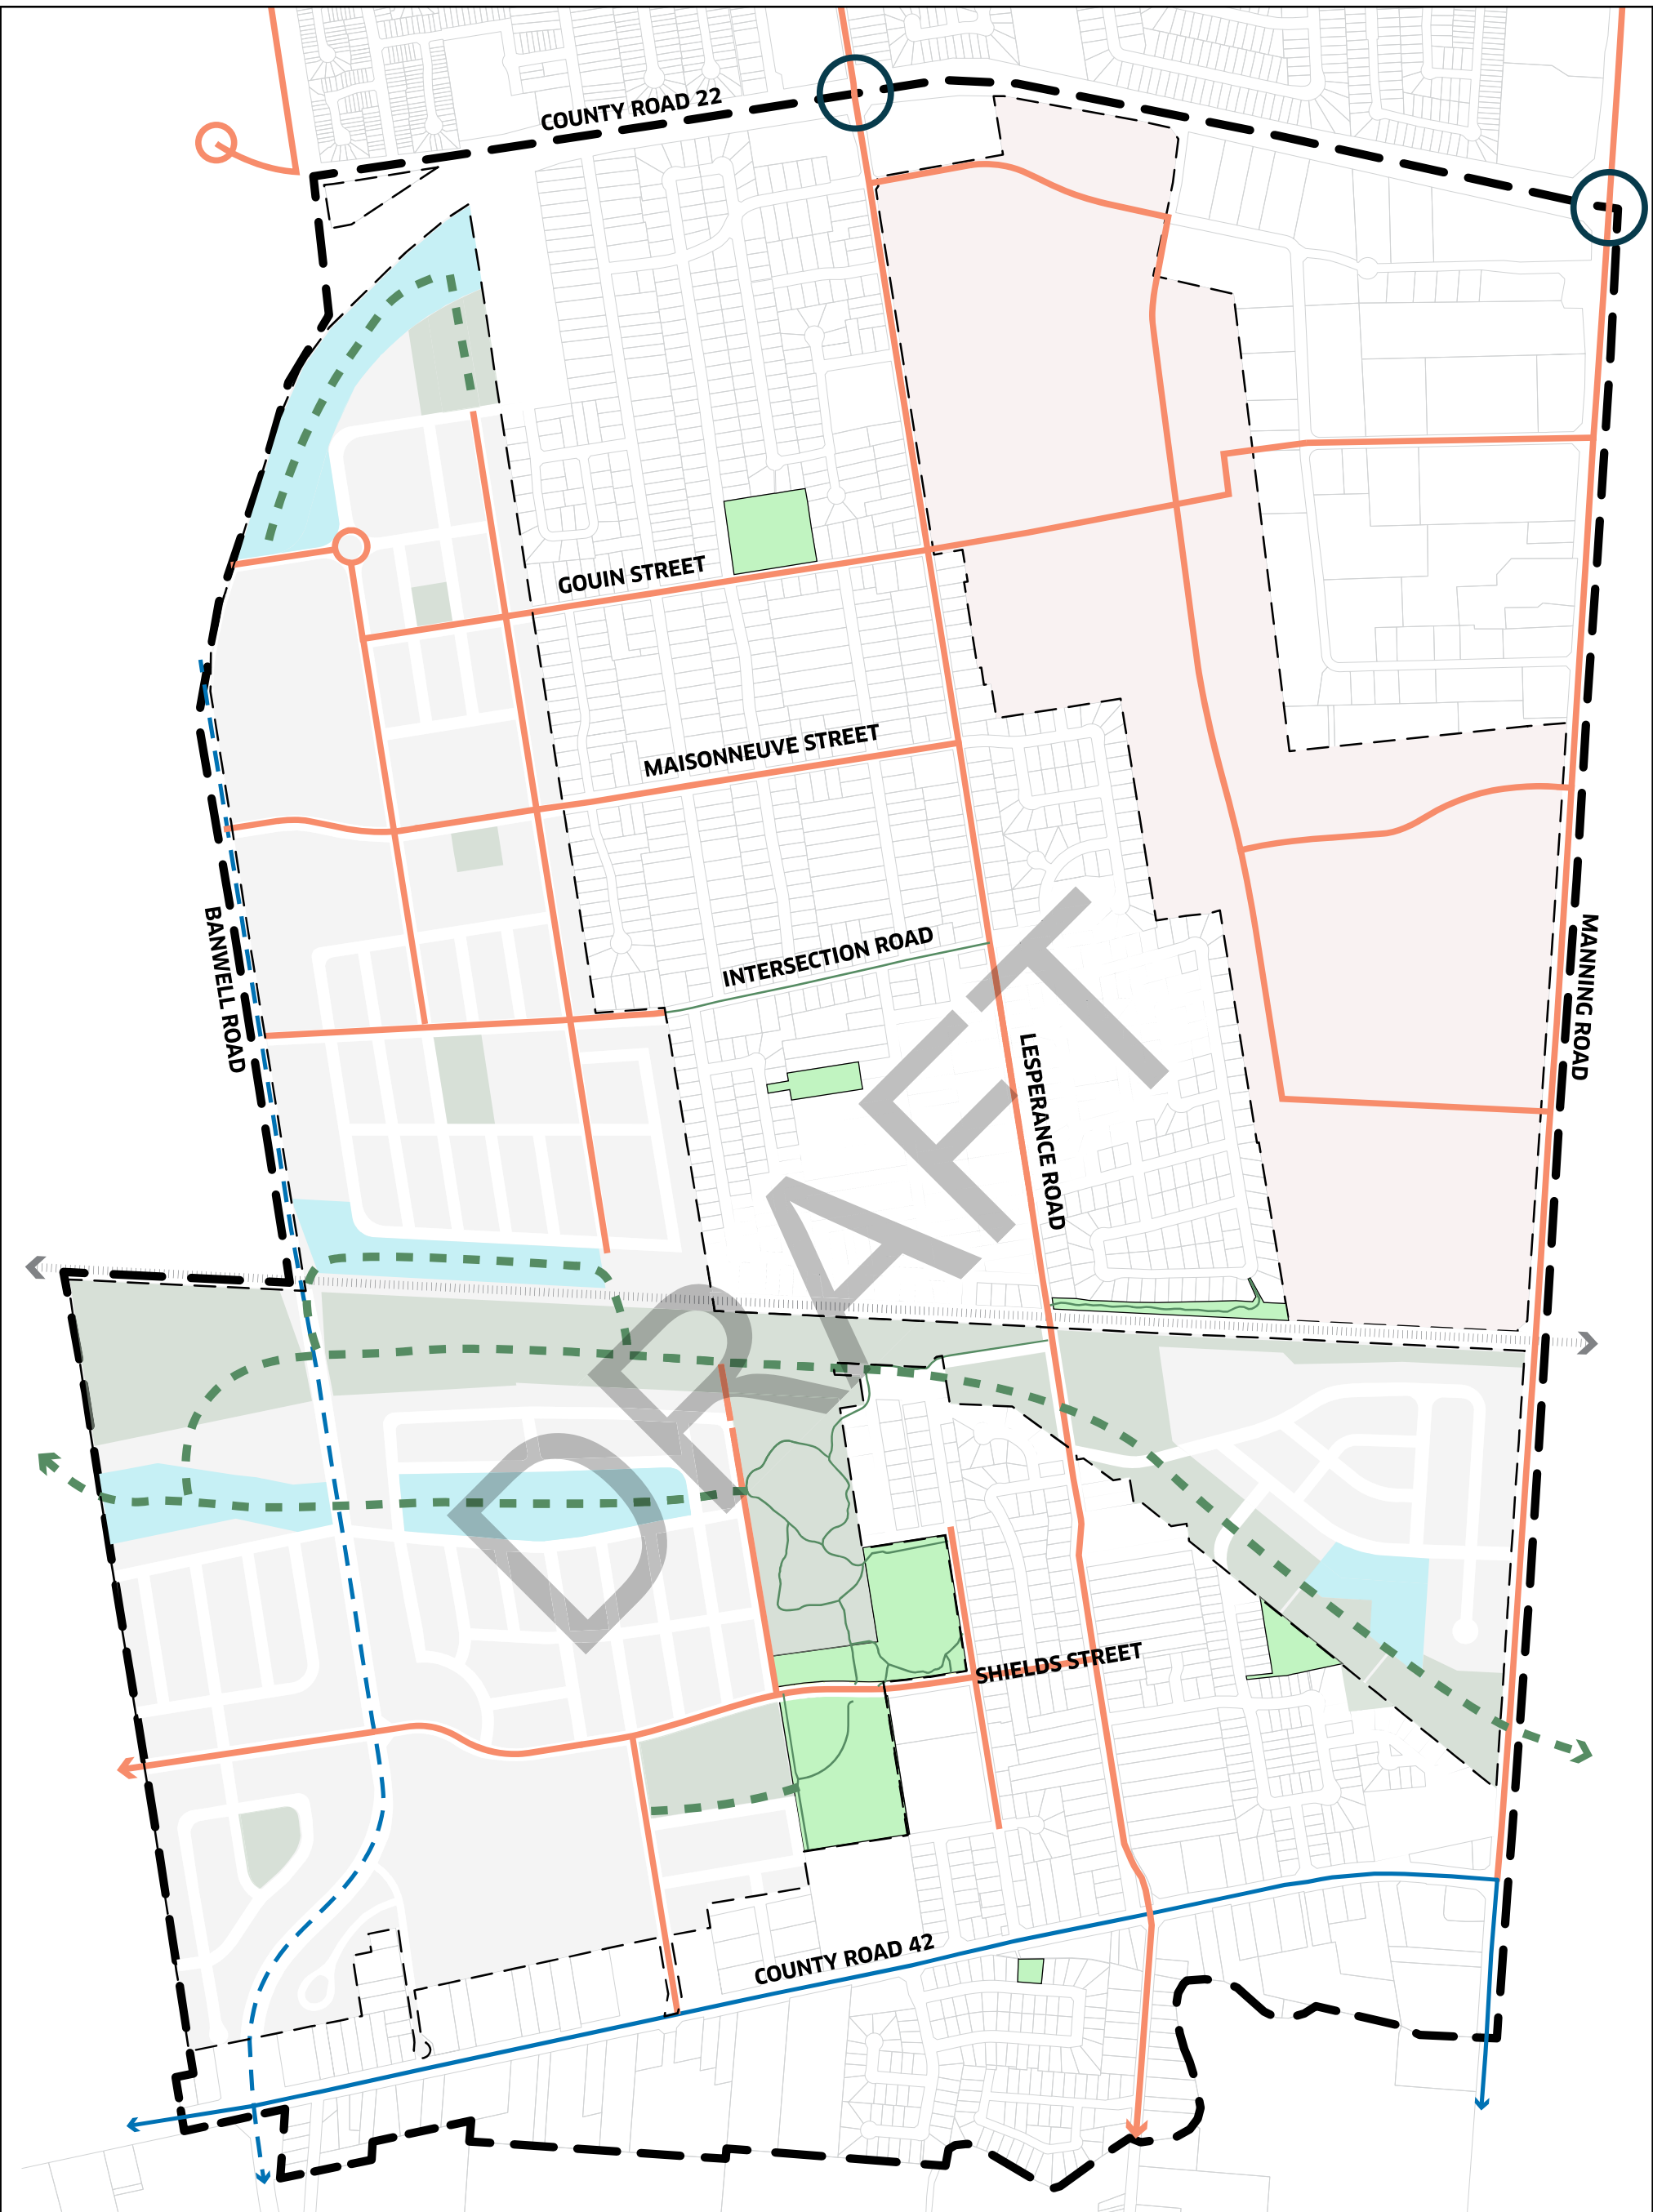 COUNTY ROAD 22
GOUIN STREET
MAISONNEUVE STREET
INTERSECTION ROAD
BANWELL ROAD
MANNING ROAD
LESPERANCE ROAD
DRAFT
SHIELDS STREET
COUNTY ROAD 42